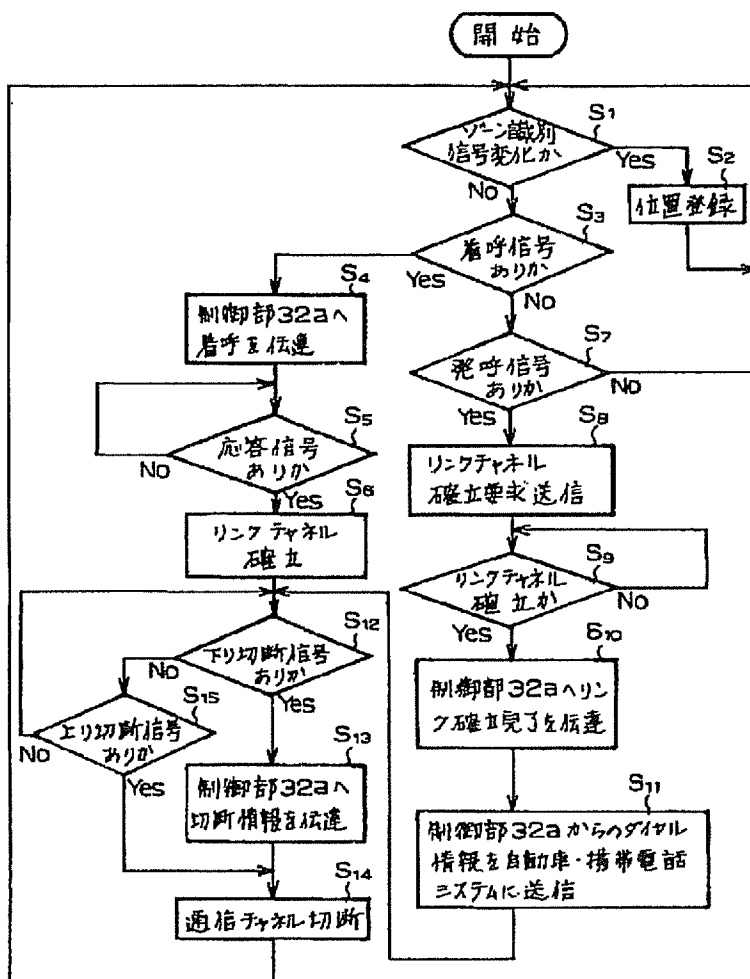 開始
S1
ゾーン識別
信号変化か
Yes
No
S2
位置登録
S3
着呼信号
ありか
Yes
No
S4
制御部32aへ
着呼を伝達
S5
応答信号
ありか
No
Yes
S6
リンクチャネル
確立
S7
発呼信号
ありか
No
Yes
S8
リンクチャネル
確立要求送信
S9
リンクチャネル
確立か
No
Yes
S10
制御部32aへリン
ク確立完了を伝達
S11
制御部32aからのダイヤル
情報を自動車・携帯電話
システムに送信
S12
下り切断信号
ありか
No
Yes
S15
上り切断信号
ありか
No
Yes
S13
制御部32aへ
切断情報を伝達
S14
通信チャネル切断